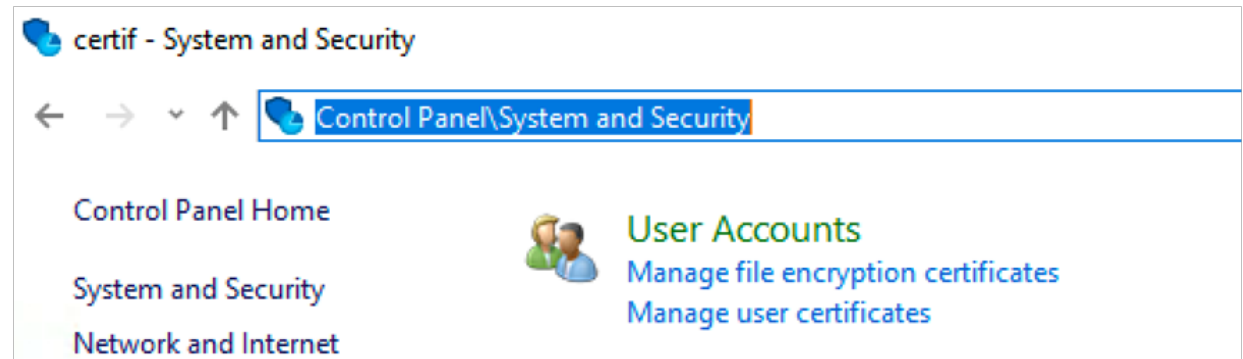 certif - System and Security
Control Panel\System and Security
Control Panel Home
System and Security
Network and Internet
User Accounts
Manage file encryption certificates
Manage user certificates